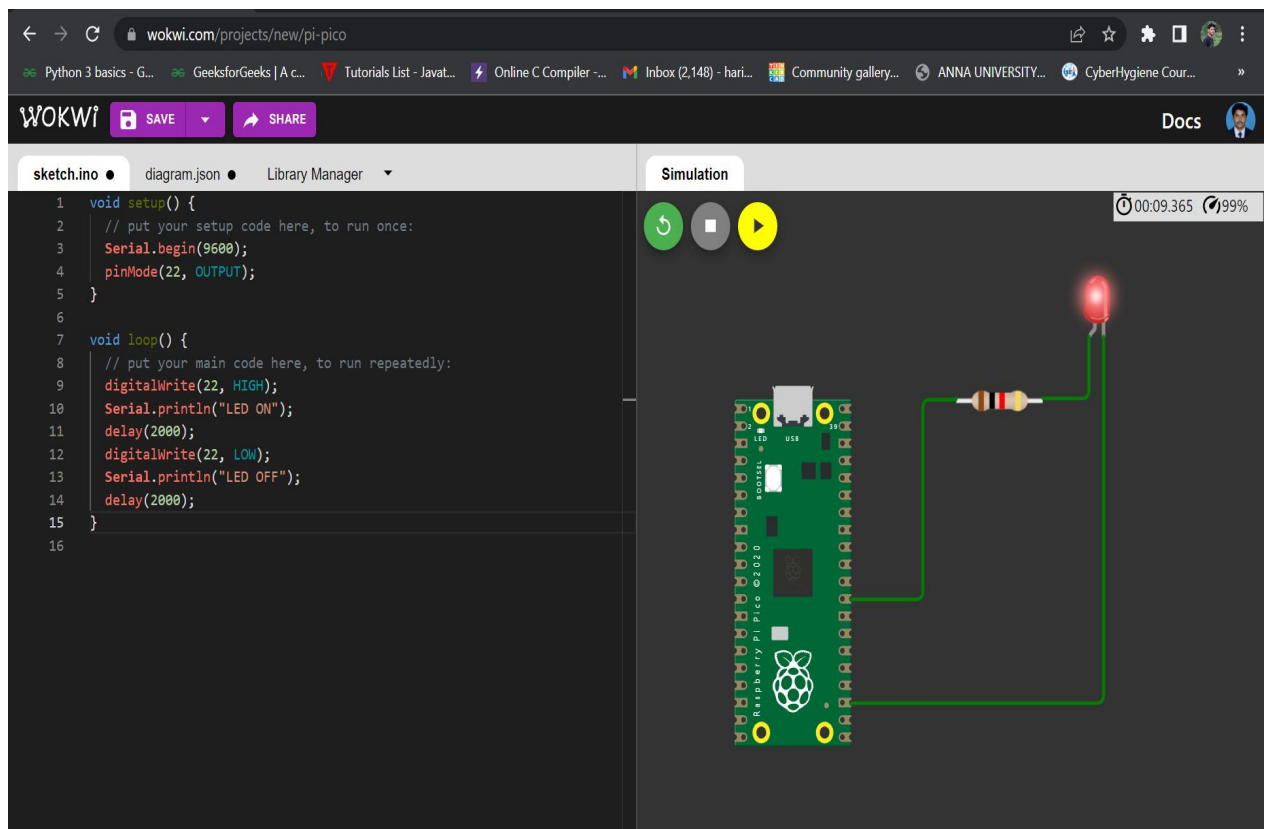 wokwi.com/projects/new/pi-pico
Python 3 basics - G... GeeksforGeeks | A c... Tutorials List - Javat... Online C Compiler -... Inbox (2,148) - hari... Community gallery... ANNA UNIVERSITY... CyberHygiene Cour... »
WOKWi SAVE SHARE Docs
sketch.ino ● diagram.json ● Library Manager
Simulation
1 void setup() {
2 // put your setup code here, to run once:
3 Serial.begin(9600);
4 pinMode(22, OUTPUT);
5 }
6
7 void loop() {
8 // put your main code here, to run repeatedly:
9 digitalWrite(22, HIGH);
10 Serial.println("LED ON");
11 delay(2000);
12 digitalWrite(22, LOW);
13 Serial.println("LED OFF");
14 delay(2000);
15 }
16
00:09.365 99%
1
2 39
LED USB
BOOTSEL
Raspberry Pi Pico ©2020